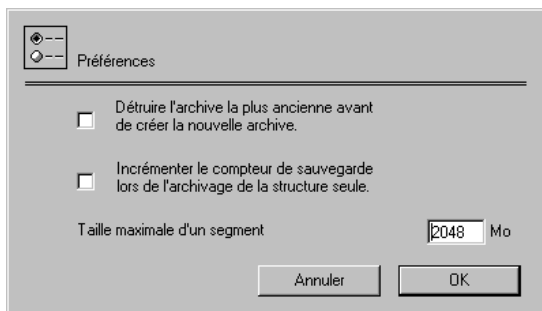 Préférences
Détruire l'archive la plus ancienne avant
de créer la nouvelle archive.
Incrémenter le compteur de sauvegarde
lors de l'archivage de la structure seule.
Taille maximale d'un segment 2048 Mo
Annuler OK